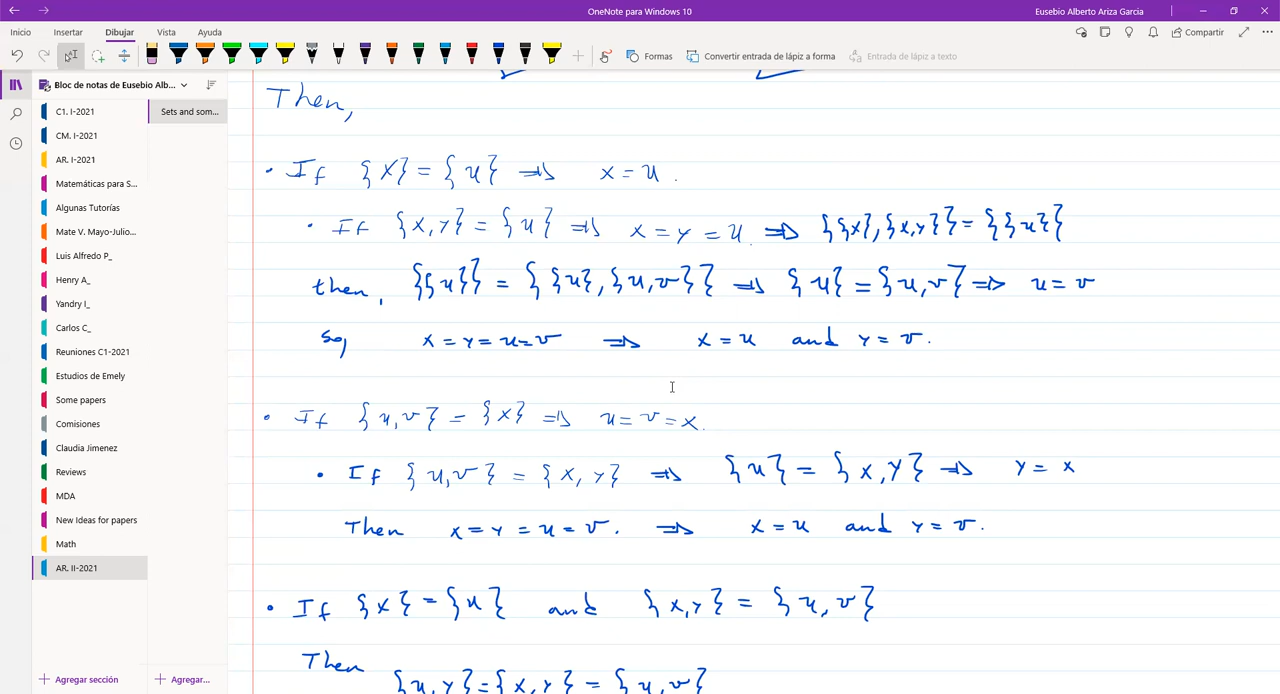 OneNote para Windows 10
Eusebio Alberto Ariza Garcia
Inicio Insertar Dibujar Vista Ayuda
Compartir
Formas Convertir entrada de lápiz a forma Entrada de lápiz a texto
Bloc de notas de Eusebio Alb...
C1. I-2021
CM. I-2021
AR. I-2021
Matemáticas para S...
Algunas Tutorías
Mate V. Mayo-Julio...
Luis Alfredo P_
Henry A_
Yandry I_
Carlos C_
Reuniones C1-2021
Estudios de Emely
Some papers
Comisiones
Claudia Jimenez
Reviews
MDA
New Ideas for papers
Math
AR. II-2021
+ Agregar sección
Sets and som...
+ Agregar...
Then,
• If {x} = {u} ⇒ x = u.
• If {x,y} = {u} ⇒ x = y = u. ⇒ {{x},{x,y}} = {{u}}
then, {{u}} = {{u},{u,v}} ⇒ {u} = {u,v} ⇒ u = v
So, x = y = u = v ⇒ x = u and y = v.
• If {u,v} = {x} ⇒ u = v = x.
• If {u,v} = {x,y} ⇒ {u} = {x,y} ⇒ y = x
Then x = y = u = v. ⇒ x = u and y = v.
• If {x} = {u} and {x,y} = {u,v}
Then
{u,y} = {x,y} = {u,v}